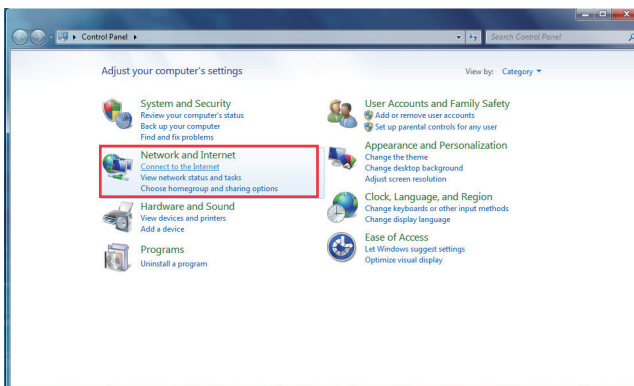 Control Panel
Search Control Panel
Adjust your computer's settings
View by: Category
System and Security
Review your computer's status
Back up your computer
Find and fix problems
Network and Internet
Connect to the Internet
View network status and tasks
Choose homegroup and sharing options
Hardware and Sound
View devices and printers
Add a device
Programs
Uninstall a program
User Accounts and Family Safety
Add or remove user accounts
Set up parental controls for any user
Appearance and Personalization
Change the theme
Change desktop background
Adjust screen resolution
Clock, Language, and Region
Change keyboards or other input methods
Change display language
Ease of Access
Let Windows suggest settings
Optimize visual display